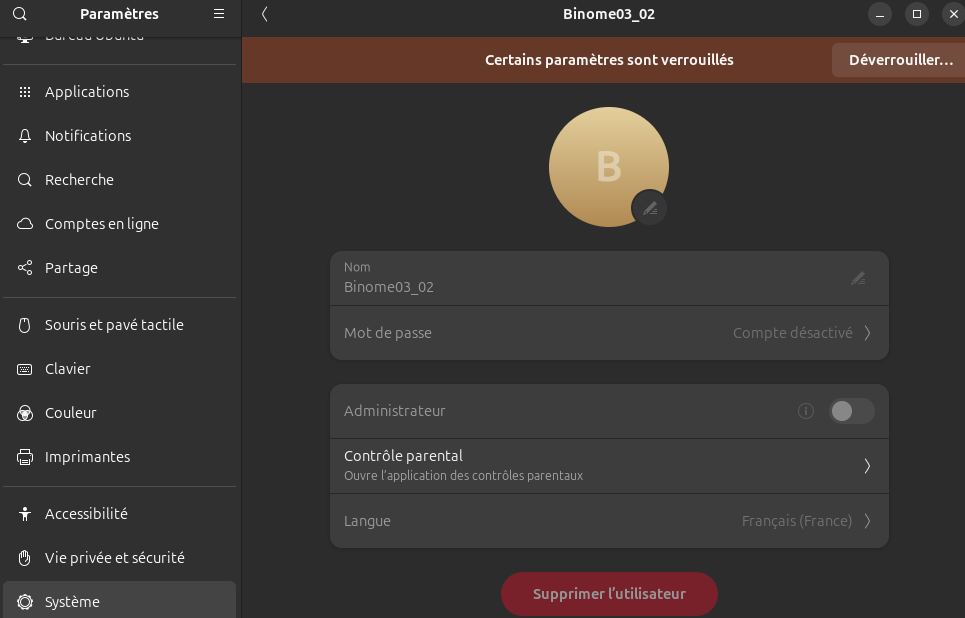 Paramètres
Bureau Ubuntu
Applications
Notifications
Recherche
Comptes en ligne
Partage
Souris et pavé tactile
Clavier
Couleur
Imprimantes
Accessibilité
Vie privée et sécurité
Système
Binome03_02
Certains paramètres sont verrouillés
Déverrouiller…
B
Nom
Binome03_02
Mot de passe Compte désactivé
Administrateur
Contrôle parental
Ouvre l’application des contrôles parentaux
Langue Français (France)
Supprimer l’utilisateur